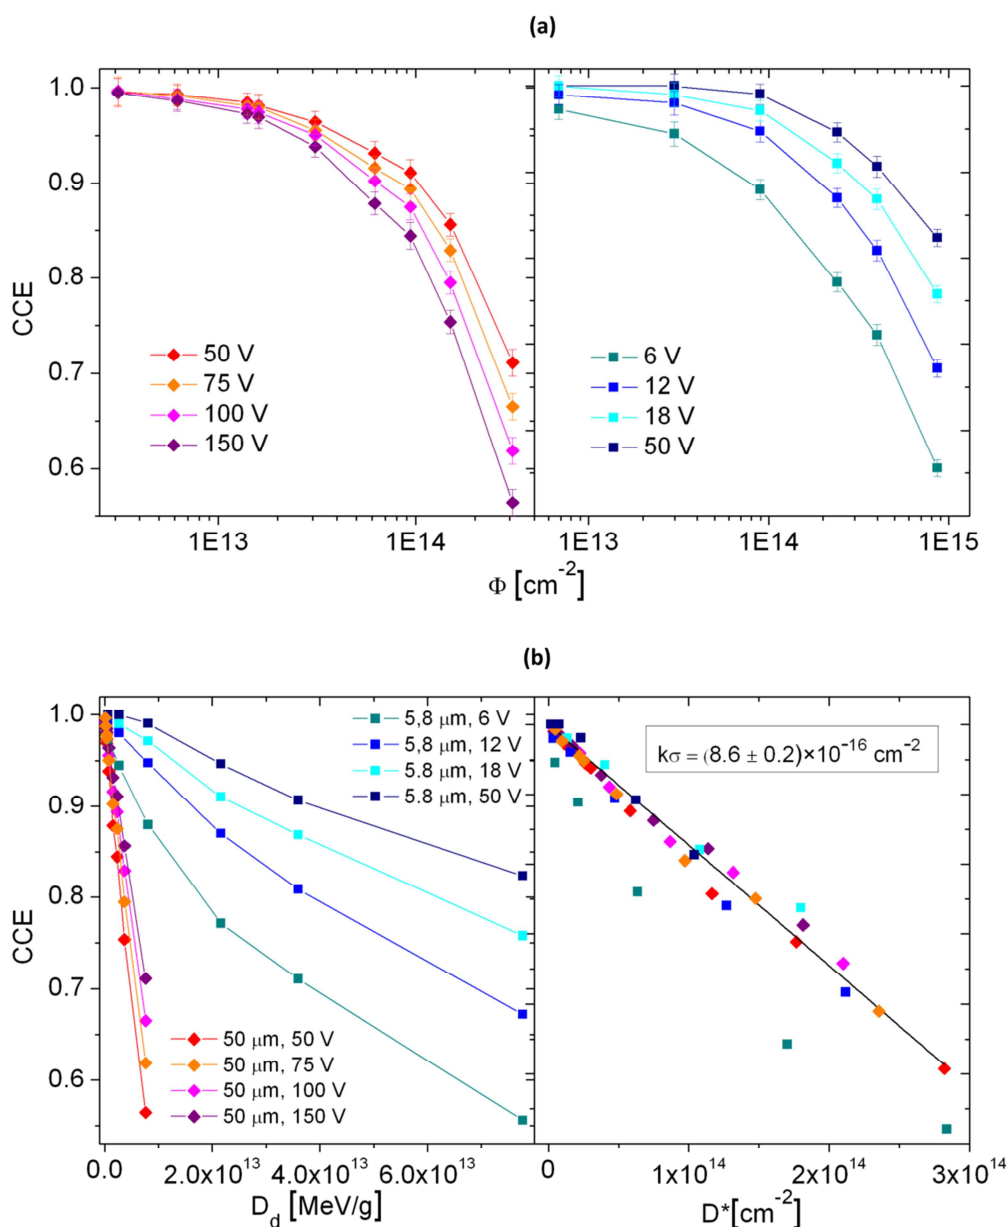 (a)
1.0
0.9
0.8
0.7
0.6
CCE
50 V
75 V
100 V
150 V
6 V
12 V
18 V
50 V
1E13
1E14
1E13
1E14
1E15
Φ [cm⁻²]
(b)
1.0
0.9
0.8
0.7
0.6
CCE
5,8 μm, 6 V
5.8 μm, 12 V
5.8 μm, 18 V
5.8 μm, 50 V
50 μm, 50 V
50 μm, 75 V
50 μm, 100 V
50 μm, 150 V
kσ = (8.6 ± 0.2)×10⁻¹⁶ cm⁻²
0.0
2.0x10¹³
4.0x10¹³
6.0x10¹³
0
1x10¹⁴
2x10¹⁴
3x10¹⁴
D_d [MeV/g]
D*[cm⁻²]